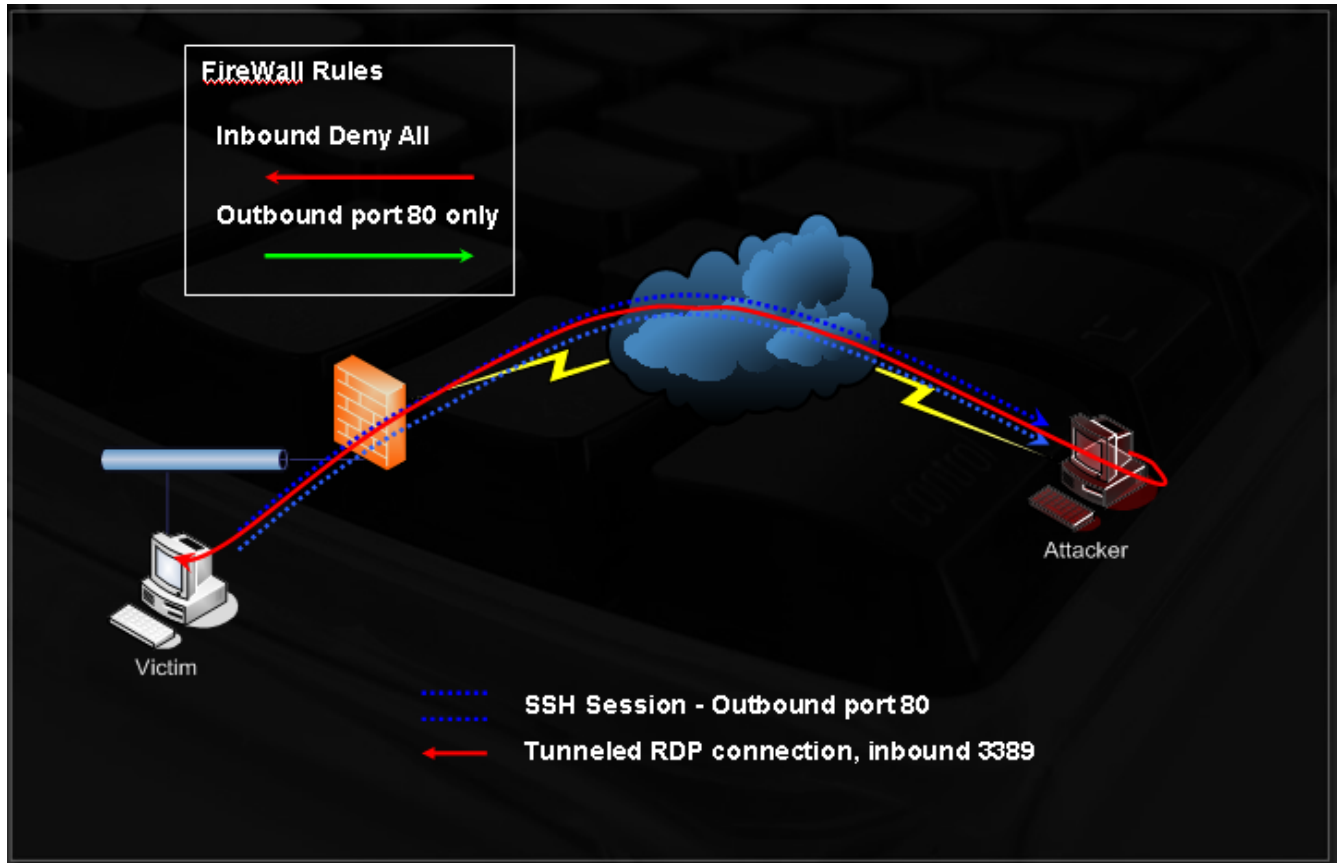 FireWall Rules
Inbound Deny All
Outbound port 80 only
control
Attacker
Victim
SSH Session - Outbound port 80
Tunneled RDP connection, inbound 3389